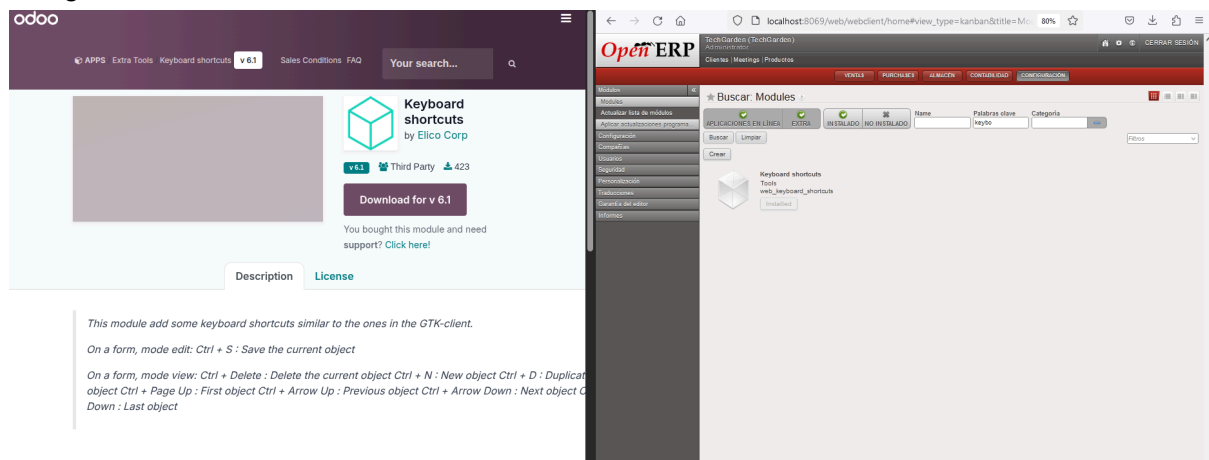 odoo
APPS Extra Tools Keyboard shortcuts v 6.1 Sales Conditions FAQ Your search...
Keyboard shortcuts
by Elico Corp
v 6.1 Third Party 423
Download for v 6.1
You bought this module and need
support? Click here!
Description License
This module add some keyboard shortcuts similar to the ones in the GTK-client.
On a form, mode edit: Ctrl + S : Save the current object
On a form, mode view: Ctrl + Delete : Delete the current object Ctrl + N : New object Ctrl + D : Duplicat
object Ctrl + Page Up : First object Ctrl + Arrow Up : Previous object Ctrl + Arrow Down : Next object C
Down : Last object
localhost:8069/web/webclient/home#view_type=kanban&title=Mo 80%
Open ERP
TechGarden (TechGarden)
Administrator
Clientes | Meetings | Productos
CERRAR SESIÓN
VENTAS PURCHASES ALMACÉN CONTABILIDAD CONFIGURACIÓN
Módulos
Modules
Actualizar lista de módulos
Aplicar actualizaciones programa...
Configuración
Compañías
Usuarios
Seguridad
Personalización
Traducciones
Garantía del editor
Informes
Buscar: Modules
APLICACIONES EN LÍNEA EXTRA INSTALADO NO INSTALADO
Name Palabras clave Categoría
keybo
Buscar Limpiar
Filtros
Crear
Keyboard shortcuts
Tools
web_keyboard_shortcuts
Installed